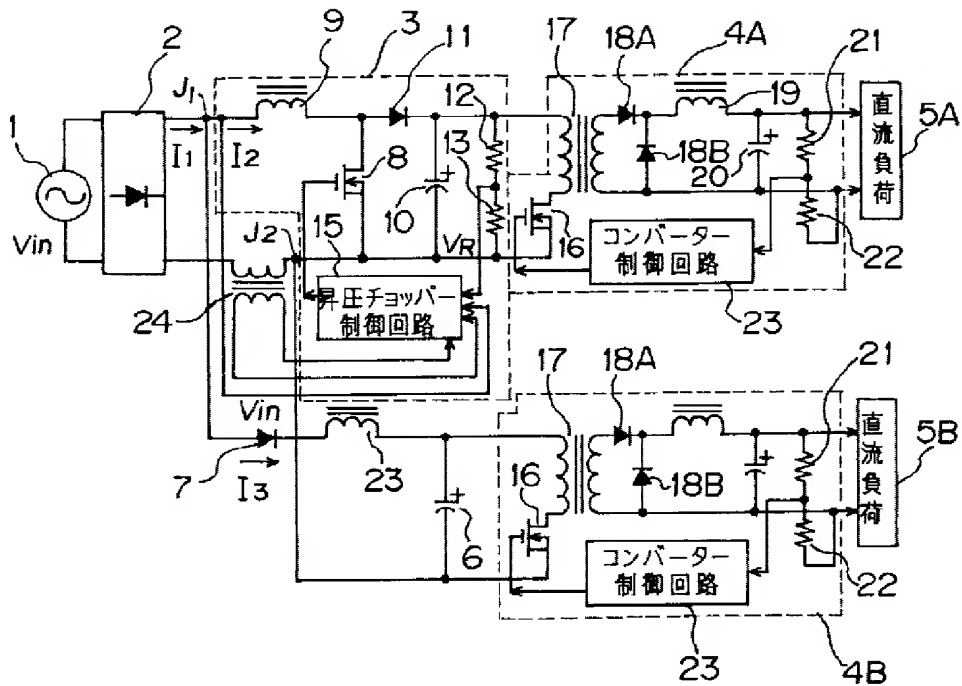 1
2
J1
I1
I2
Vin
9
3
11
12
13
8
10
VR
J2
15
昇圧チョッパー
制御回路
24
17
18A
4A
19
18B
20
16
21
22
コンバーター
制御回路
23
直流負荷
5A
Vin
7
I3
23
6
17
18A
16
18B
21
22
コンバーター
制御回路
23
直流負荷
5B
4B